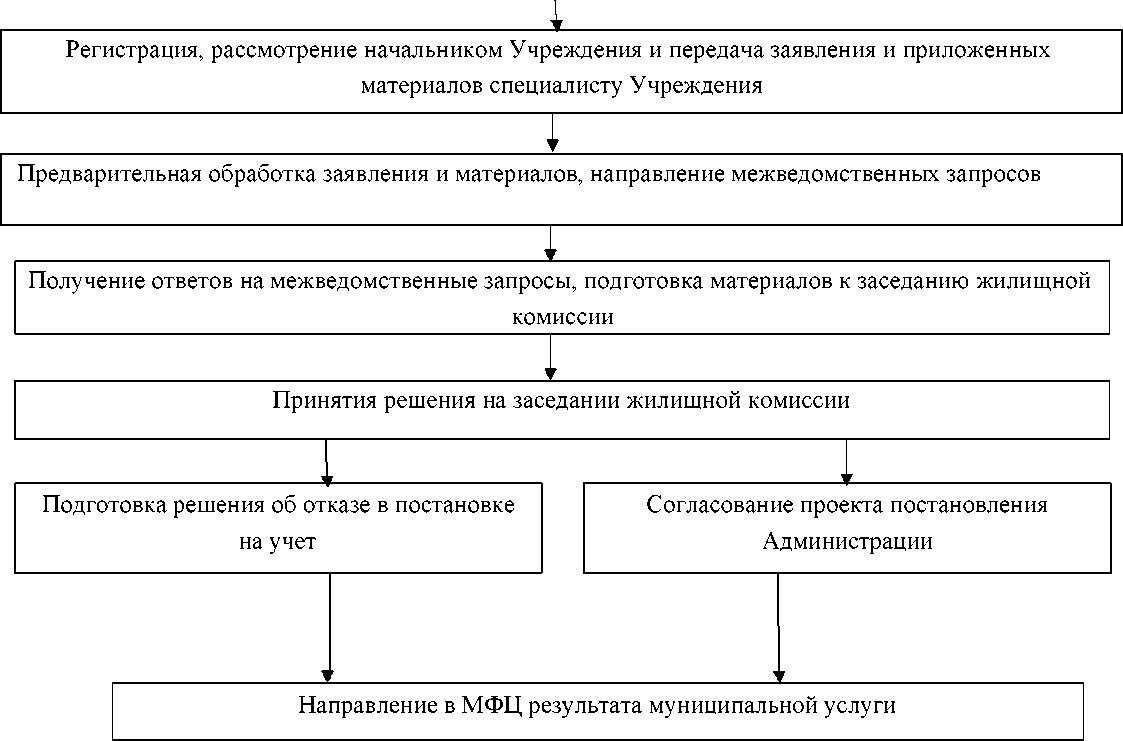 Регистрация, рассмотрение начальником Учреждения и передача заявления и приложенных
материалов специалисту Учреждения
Предварительная обработка заявления и материалов, направление межведомственных запросов
Получение ответов на межведомственные запросы, подготовка материалов к заседанию жилищной
комиссии
Принятия решения на заседании жилищной комиссии
Подготовка решения об отказе в постановке
на учет
Согласование проекта постановления
Администрации
Направление в МФЦ результата муниципальной услуги